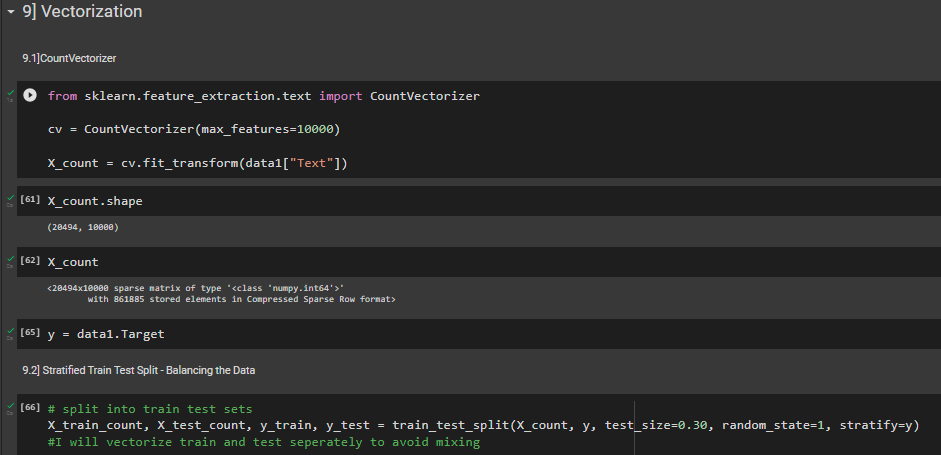 9] Vectorization
9.1]CountVectorizer
from sklearn.feature_extraction.text import CountVectorizer
cv = CountVectorizer(max_features=10000)
X_count = cv.fit_transform(data1["Text"])
[61] X_count.shape
(20494, 10000)
[62] X_count
<20494x10000 sparse matrix of type '<class 'numpy.int64'>'
with 861885 stored elements in Compressed Sparse Row format>
[65] y = data1.Target
9.2] Stratified Train Test Split - Balancing the Data
[66] # split into train test sets
X_train_count, X_test_count, y_train, y_test = train_test_split(X_count, y, test_size=0.30, random_state=1, stratify=y)
#I will vectorize train and test seperately to avoid mixing